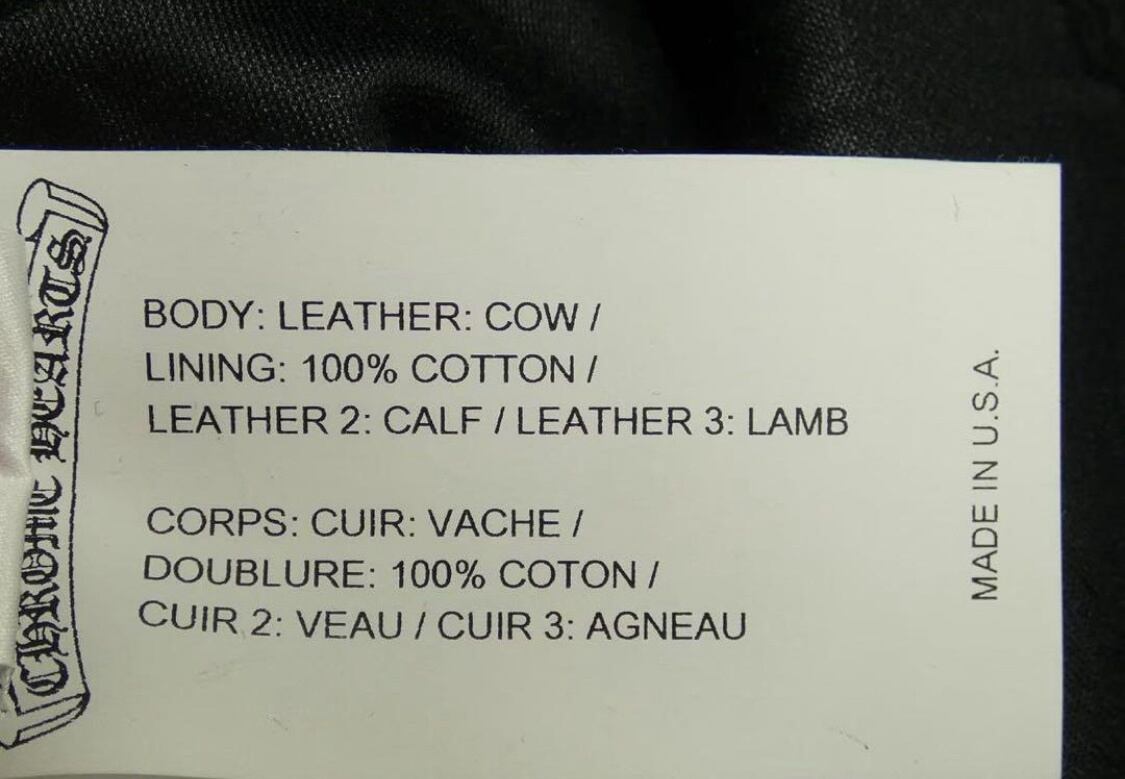 CHROME HEARTS
BODY: LEATHER: COW /
LINING: 100% COTTON /
LEATHER 2: CALF / LEATHER 3: LAMB
CORPS: CUIR: VACHE /
DOUBLURE: 100% COTON /
CUIR 2: VEAU / CUIR 3: AGNEAU
MADE IN U.S.A.